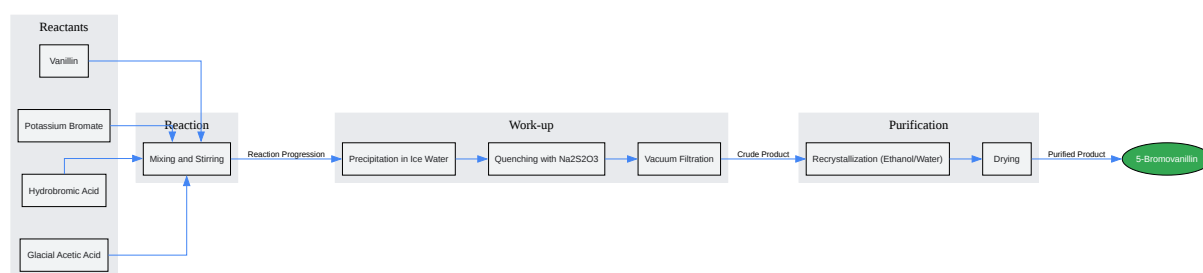 Reactants
Vanillin
Potassium Bromate
Hydrobromic Acid
Glacial Acetic Acid
Reaction
Mixing and Stirring
Reaction Progression
Work-up
Precipitation in Ice Water
Quenching with Na2S2O3
Vacuum Filtration
Crude Product
Purification
Recrystallization (Ethanol/Water)
Drying
Purified Product
5-Bromovanillin